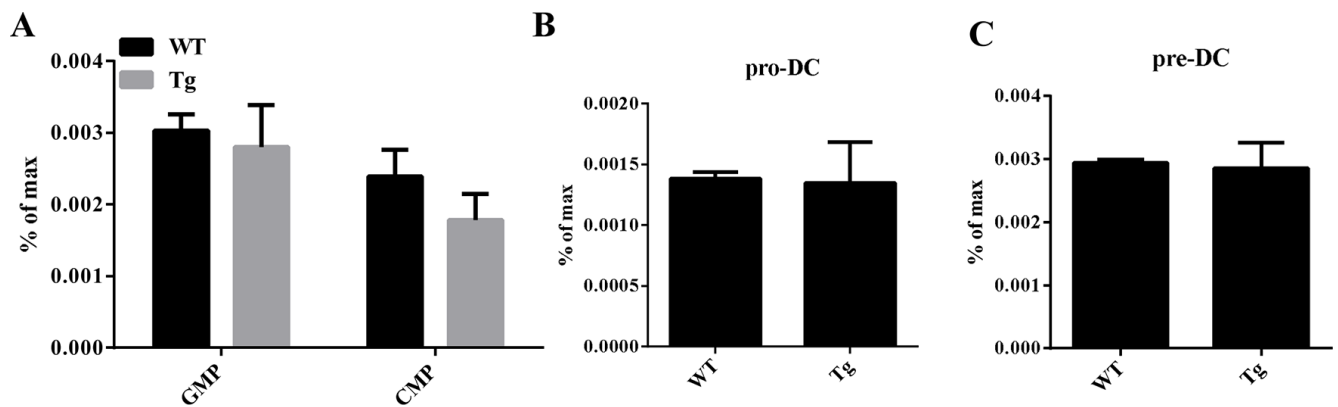 A
WT
Tg
% of max
0.004
0.003
0.002
0.001
0.000
GMP
CMP
B
pro-DC
% of max
0.0020
0.0015
0.0010
0.0005
0.0000
WT
Tg
C
pre-DC
% of max
0.004
0.003
0.002
0.001
0.000
WT
Tg